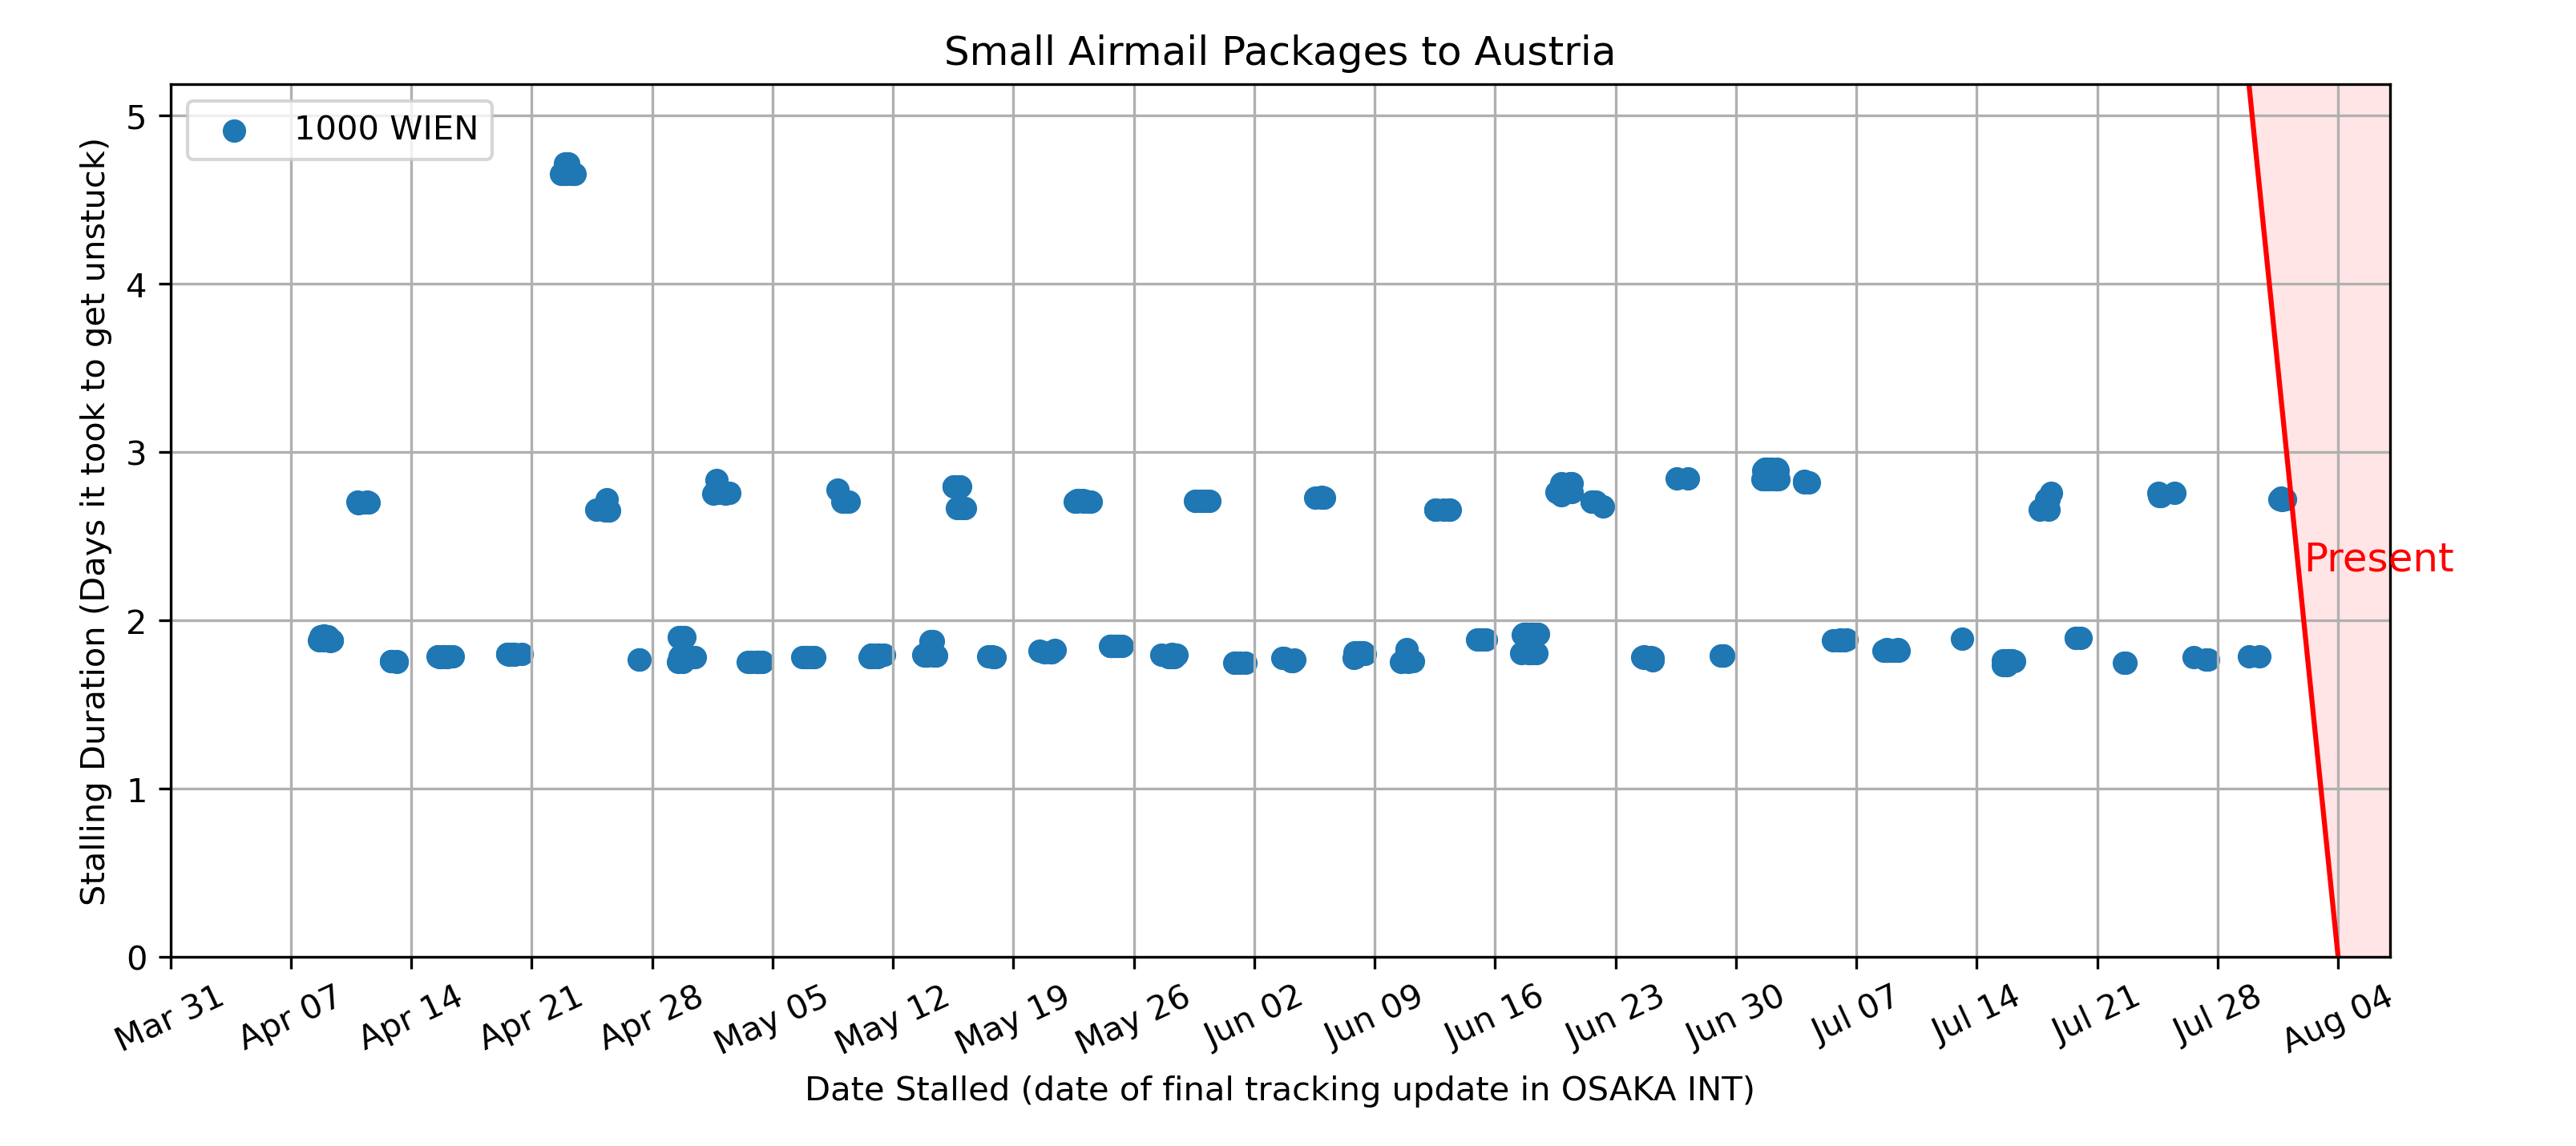 Small Airmail Packages to Austria
1000 WIEN
Stalling Duration (Days it took to get unstuck)
5
4
3
2
1
0
Present
Mar 31
Apr 07
Apr 14
Apr 21
Apr 28
May 05
May 12
May 19
May 26
Jun 02
Jun 09
Jun 16
Jun 23
Jun 30
Jul 07
Jul 14
Jul 21
Jul 28
Aug 04
Date Stalled (date of final tracking update in OSAKA INT)